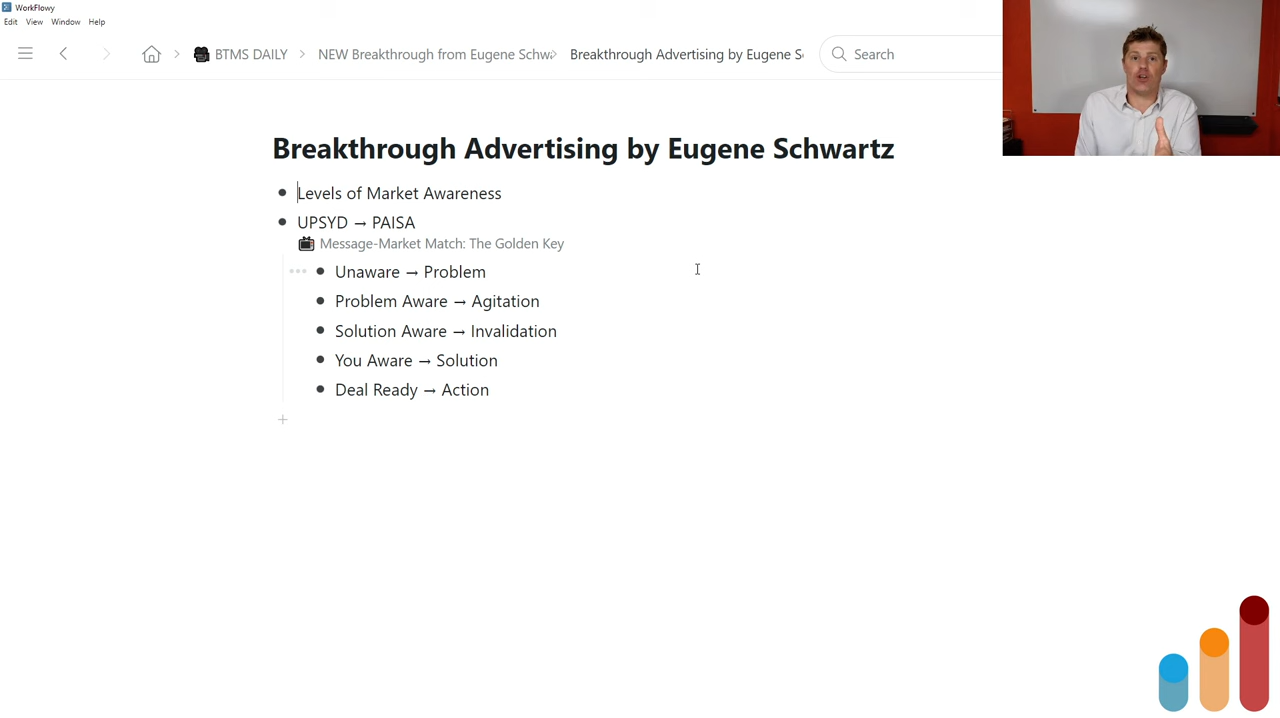 WorkFlowy
Edit View Window Help
BTMS DAILY > NEW Breakthrough from Eugene Schw > Breakthrough Advertising by Eugene S Search
Breakthrough Advertising by Eugene Schwartz
Levels of Market Awareness
UPSYD → PAISA
Message-Market Match: The Golden Key
Unaware → Problem
Problem Aware → Agitation
Solution Aware → Invalidation
You Aware → Solution
Deal Ready → Action